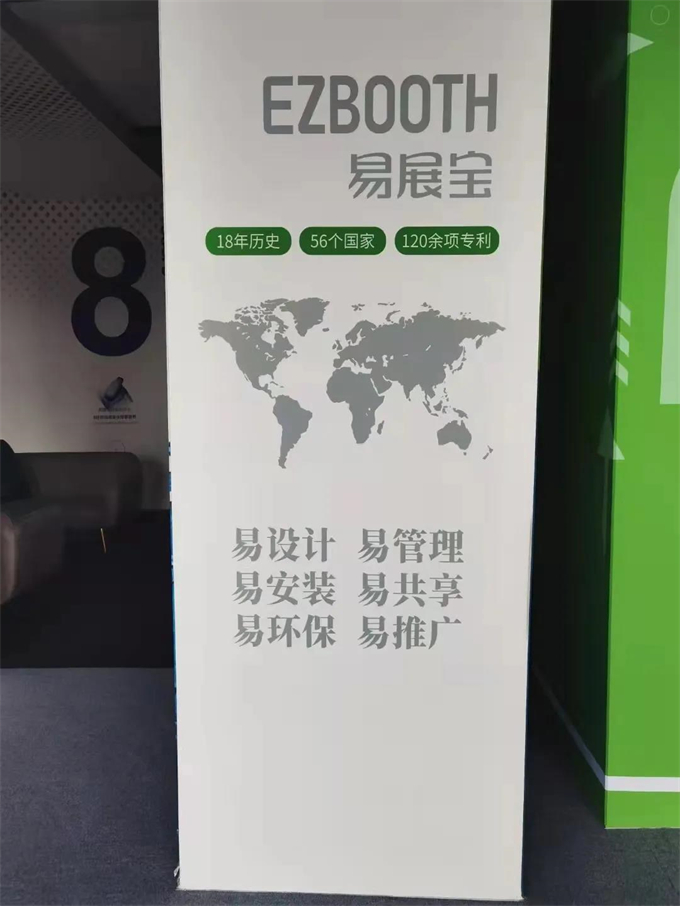 EZBOOTH
易展宝
18年历史 56个国家 120余项专利
8
易设计 易管理
易安装 易共享
易环保 易推广